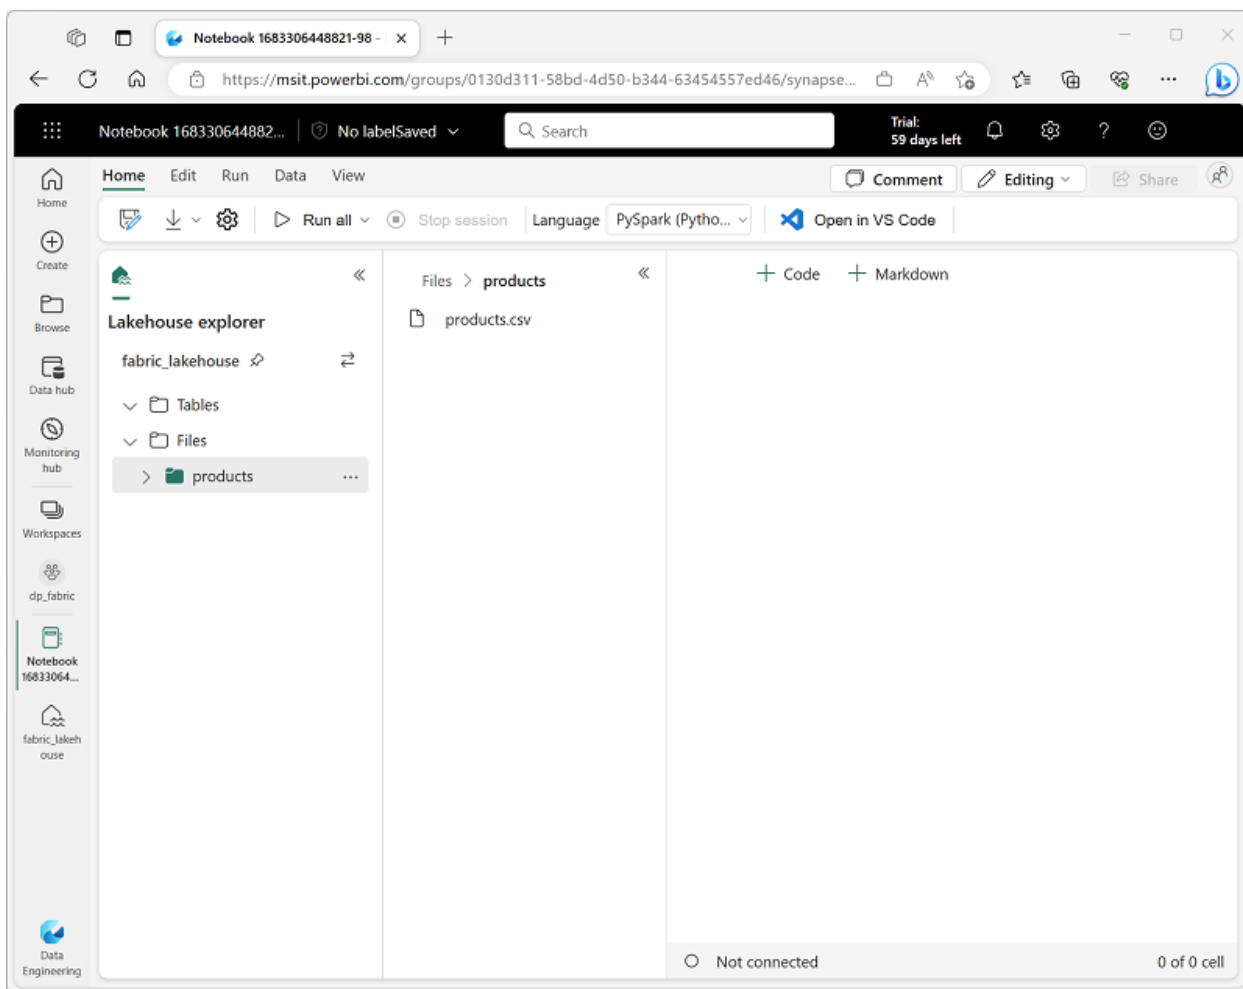 Notebook 1683306448821-98 -
https://msit.powerbi.com/groups/0130d311-58bd-4d50-b344-63454557ed46/synapse...
Notebook 168330644882...
No labelSaved
Search
Trial:
59 days left
Home
Edit
Run
Data
View
Comment
Editing
Share
Run all
Stop session
Language
PySpark (Pytho...
Open in VS Code
Home
Create
Browse
Data hub
Monitoring
hub
Workspaces
dp_fabric
Notebook
16833064...
fabric_lakeh
ouse
Data
Engineering
Lakehouse explorer
fabric_lakehouse
Tables
Files
products
...
Files > products
products.csv
+ Code
+ Markdown
Not connected
0 of 0 cell